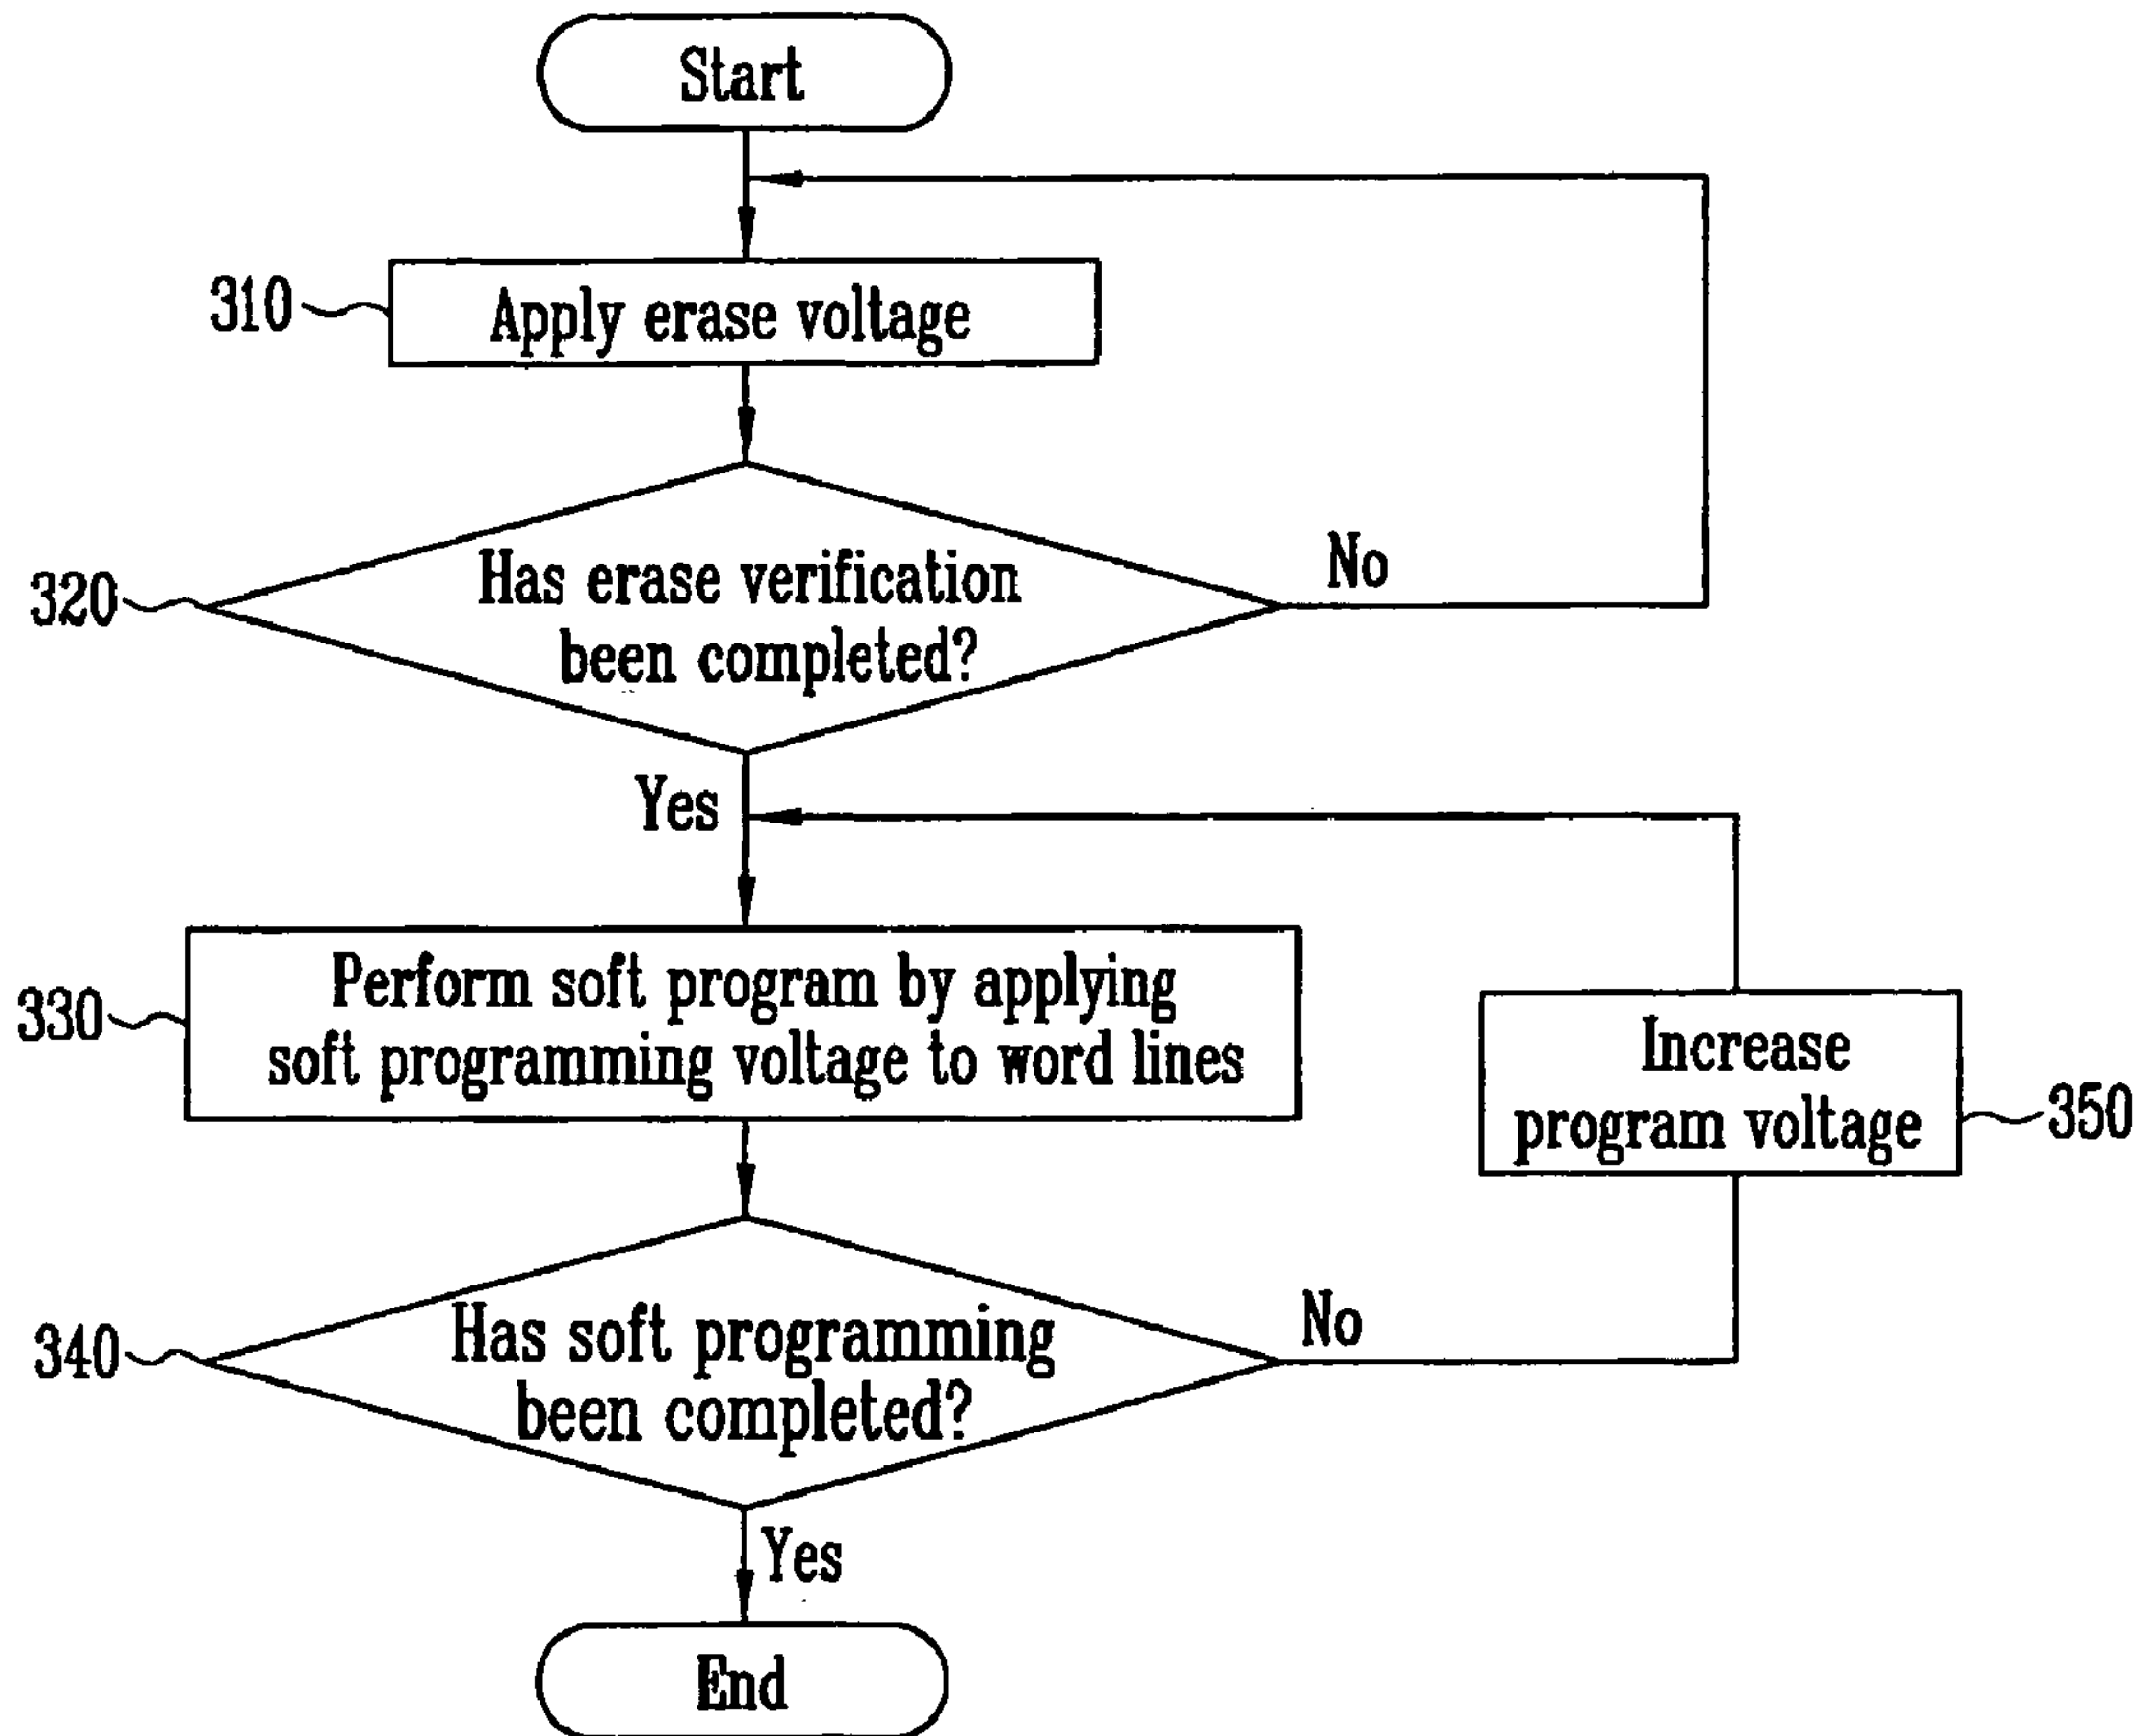 Start
310
Apply erase voltage
320
Has erase verification
been completed?
No
Yes
330
Perform soft program by applying
soft programming voltage to word lines
Increase
program voltage
350
340
Has soft programming
been completed?
No
Yes
End